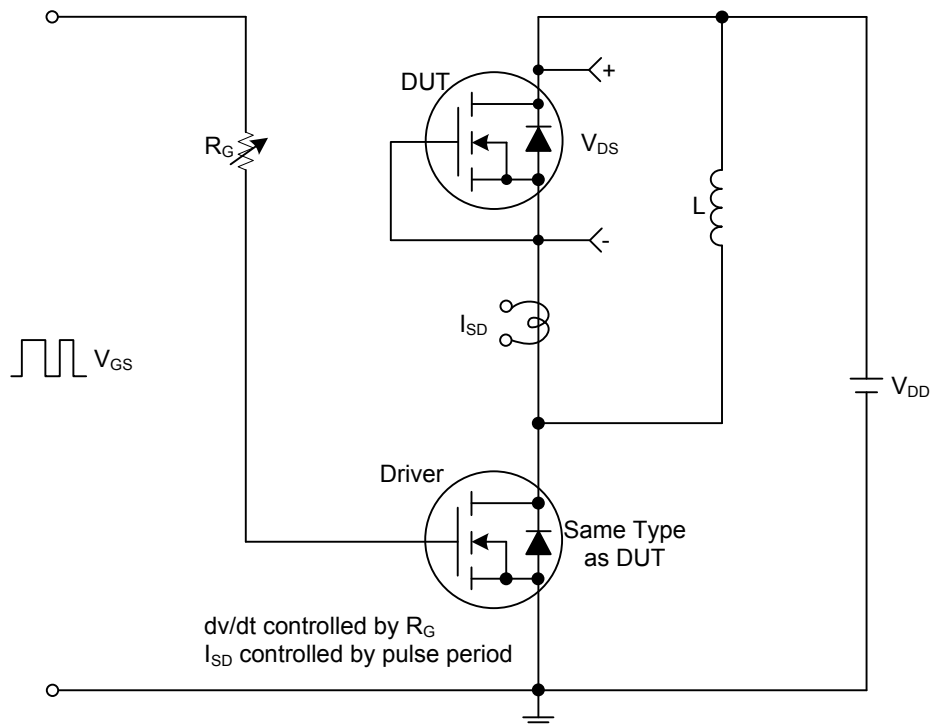 DUT
+
R_G
V_DS
L
-
I_SD
V_GS
V_DD
Driver
Same Type
as DUT
dv/dt controlled by R_G
I_SD controlled by pulse period